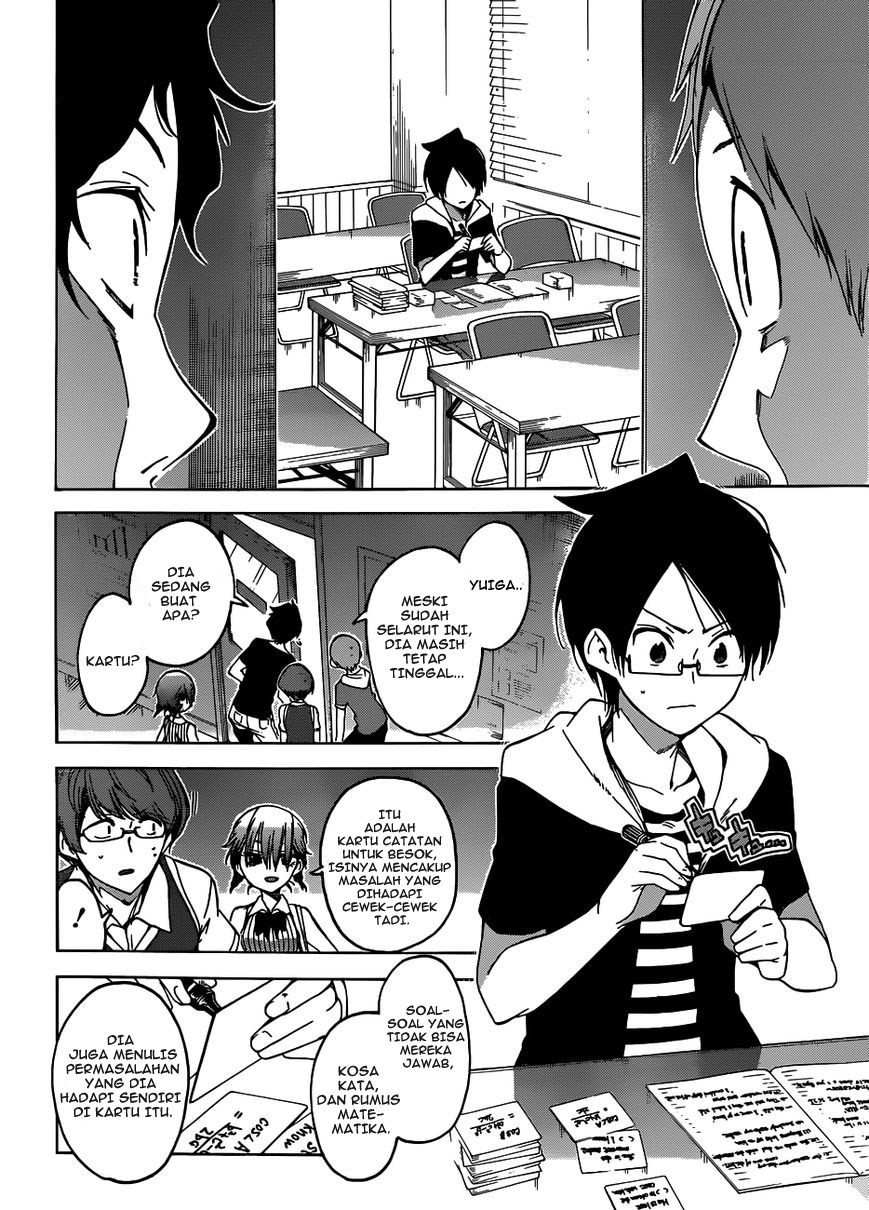 YUIGA..
MESKI
SUDAH
SELARUT INI,
DIA MASIH
TETAP
TINGGAL...
DIA
SEDANG
BUAT
APA?
KARTU?
ITU
ADALAH
KARTU CATATAN
UNTUK BESOK,
ISINYA MENCAKUP
MASALAH YANG
DIHADAPI
CEWEK-CEWEK
TADI.
SOAL-
SOAL YANG
TIDAK BISA
MEREKA
JAWAB,
KOSA
KATA,
DAN RUMUS
MATE-
MATIKA.
DIA
JUGA MENULIS
PERMASALAHAN
YANG DIA
HADAPI SENDIRI
DI KARTU ITU.
COSLA
KNOW